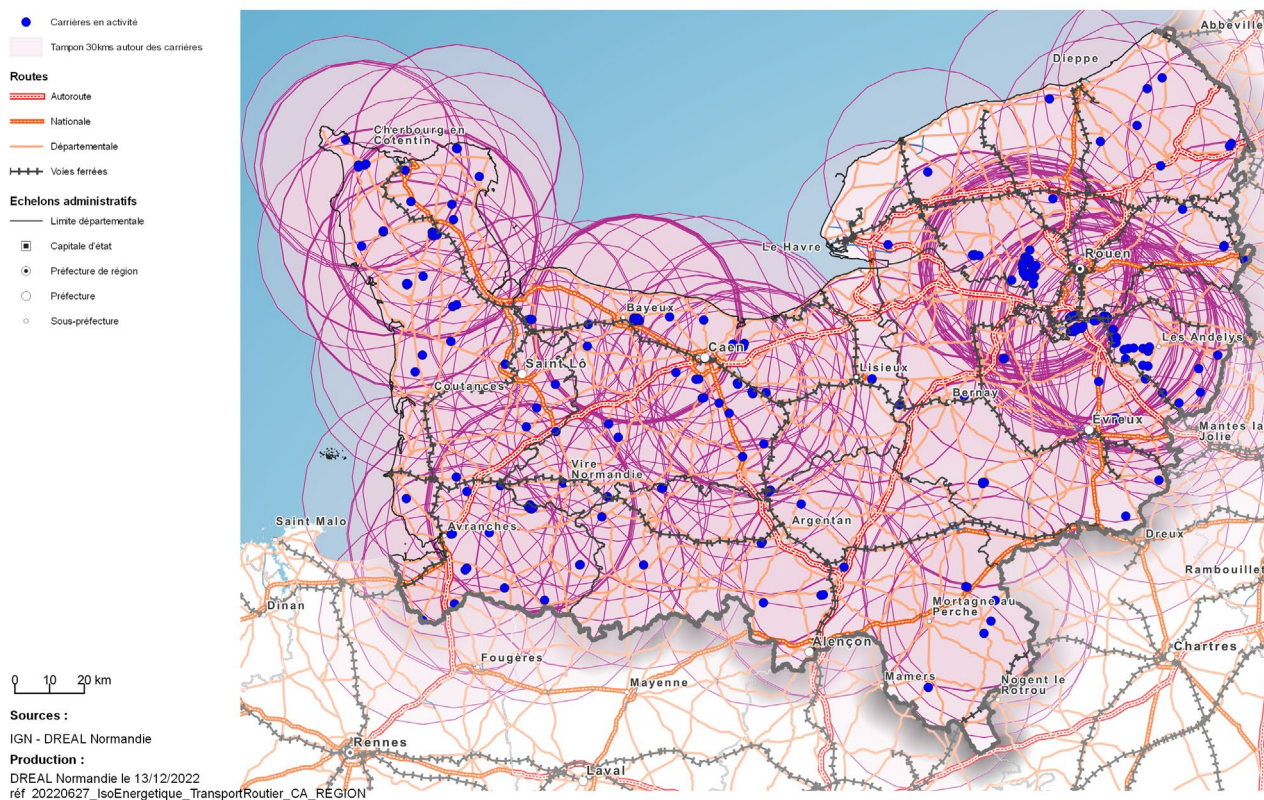 Carrières en activité
Tampon 30kms autour des carrières
Routes
Autoroute
Nationale
Départementale
Voies ferrées
Echelons administratifs
Limite départementale
Capitale d'état
Préfecture de région
Préfecture
Sous-préfecture
0 10 20 km
Sources :
IGN - DREAL Normandie
Production :
DREAL Normandie le 13/12/2022
réf 20220627_IsoEnergetique_TransportRoutier_CA_REGION
Abbeville
Dieppe
Cherbourg en
Cotentin
Le Havre
Rouen
Bayeux
Caen
Les Andelys
Saint Lô
Lisieux
Coutances
Bernay
Evreux
Mantes la
Jolie
Vire
Normandie
Saint Malo
Avranches
Argentan
Dreux
Rambouillet
Dinan
Mortagne au
Perche
Alençon
Chartres
Fougères
Mayenne
Mamers
Nogent le
Rotrou
Rennes
Laval